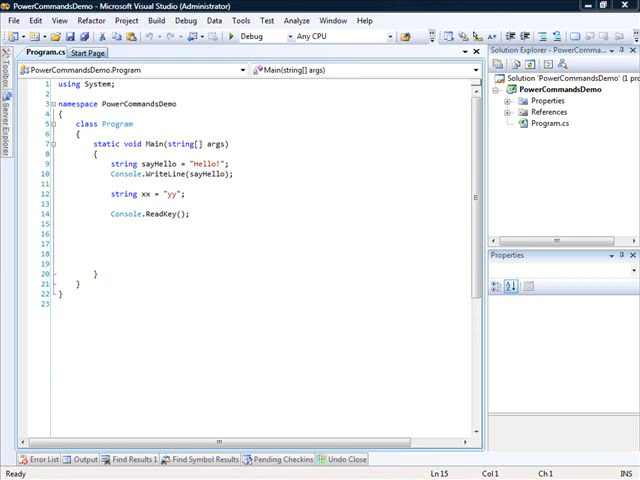 PowerCommandsDemo - Microsoft Visual Studio (Administrator)
File Edit View Refactor Project Build Debug Data Tools Test Analyze Window Help
Debug Any CPU
Toolbox
Server Explorer
Program.cs Start Page
PowerCommandsDemo.Program Main(string[] args)
1 using System;
2
3 namespace PowerCommandsDemo
4 {
5 class Program
6 {
7 static void Main(string[] args)
8 {
9 string sayHello = "Hello!";
10 Console.WriteLine(sayHello);
11
12 string xx = "yy";
13
14 Console.ReadKey();
15
16
17
18
19
20 }
21 }
22 }
23
Solution Explorer - PowerComma...
Solution 'PowerCommandsDemo' (1 pro
PowerCommandsDemo
Properties
References
Program.cs
Properties
Error List Output Find Results 1 Find Symbol Results Pending Checkins Undo Close
Ready Ln 15 Col 1 Ch 1 INS